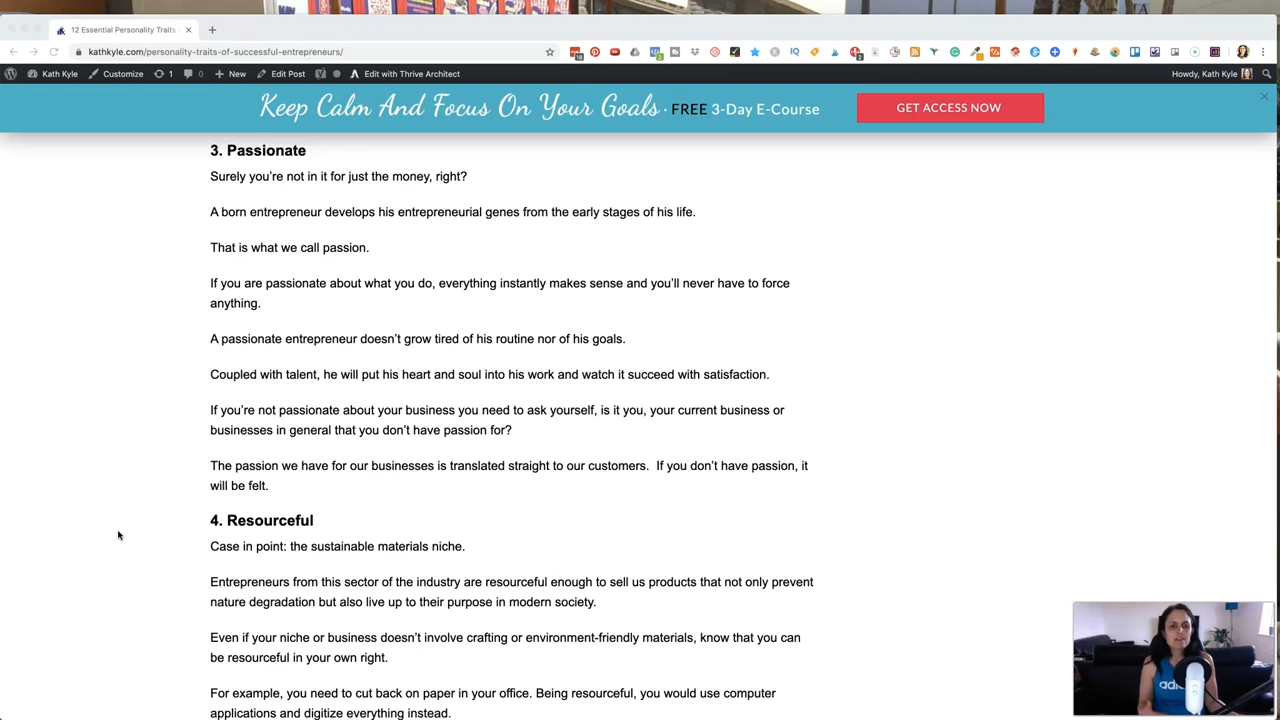 12 Essential Personality Traits
kathkyle.com/personality-traits-of-successful-entrepreneurs/
Kath Kyle Customize 1 0 New Edit Post Edit with Thrive Architect Howdy, Kath Kyle
Keep Calm And Focus On Your Goals · FREE 3-Day E-Course GET ACCESS NOW
3. Passionate
Surely you’re not in it for just the money, right?
A born entrepreneur develops his entrepreneurial genes from the early stages of his life.
That is what we call passion.
If you are passionate about what you do, everything instantly makes sense and you’ll never have to force
anything.
A passionate entrepreneur doesn’t grow tired of his routine nor of his goals.
Coupled with talent, he will put his heart and soul into his work and watch it succeed with satisfaction.
If you’re not passionate about your business you need to ask yourself, is it you, your current business or
businesses in general that you don’t have passion for?
The passion we have for our businesses is translated straight to our customers.  If you don’t have passion, it
will be felt.
4. Resourceful
Case in point: the sustainable materials niche.
Entrepreneurs from this sector of the industry are resourceful enough to sell us products that not only prevent
nature degradation but also live up to their purpose in modern society.
Even if your niche or business doesn’t involve crafting or environment-friendly materials, know that you can
be resourceful in your own right.
For example, you need to cut back on paper in your office. Being resourceful, you would use computer
applications and digitize everything instead.